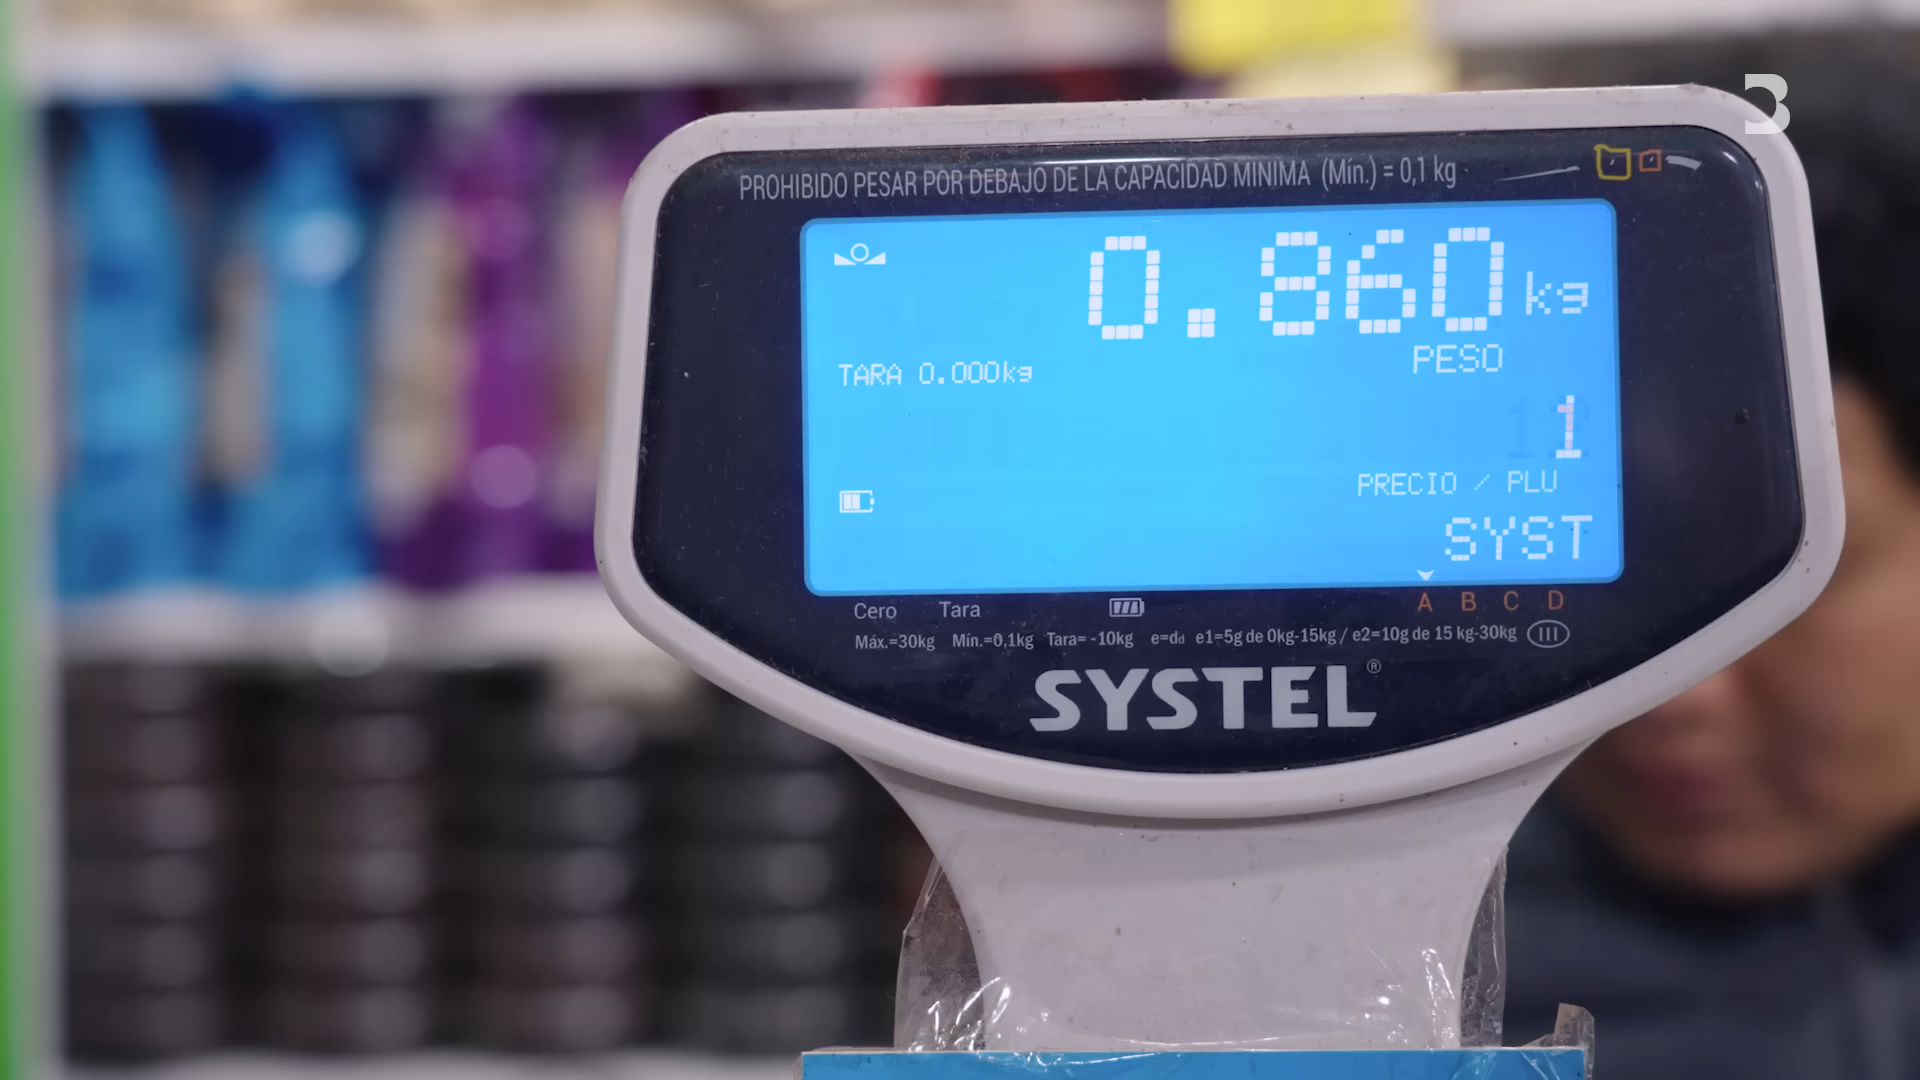 3
PROHIBIDO PESAR POR DEBAJO DE LA CAPACIDAD MINIMA (Mín.) = 0,1 kg
0.860 kg
PESO
TARA 0.000kg
1
PRECIO / PLU
SYST
Cero Tara A B C D
Máx.=30kg Mín.=0,1kg Tara= -10kg e=dd e1=5g de 0kg-15kg / e2=10g de 15 kg-30kg III
SYSTEL®